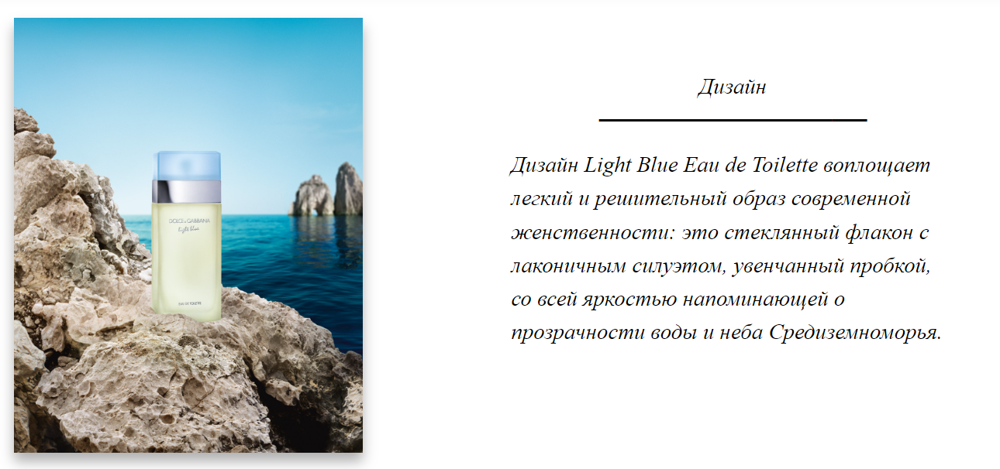 DOLCE & GABBANA
light blue
EAU DE TOILETTE
Дизайн
Дизайн Light Blue Eau de Toilette воплощает
легкий и решительный образ современной
женственности: это стеклянный флакон с
лаконичным силуэтом, увенчанный пробкой,
со всей яркостью напоминающей о
прозрачности воды и неба Средиземноморья.